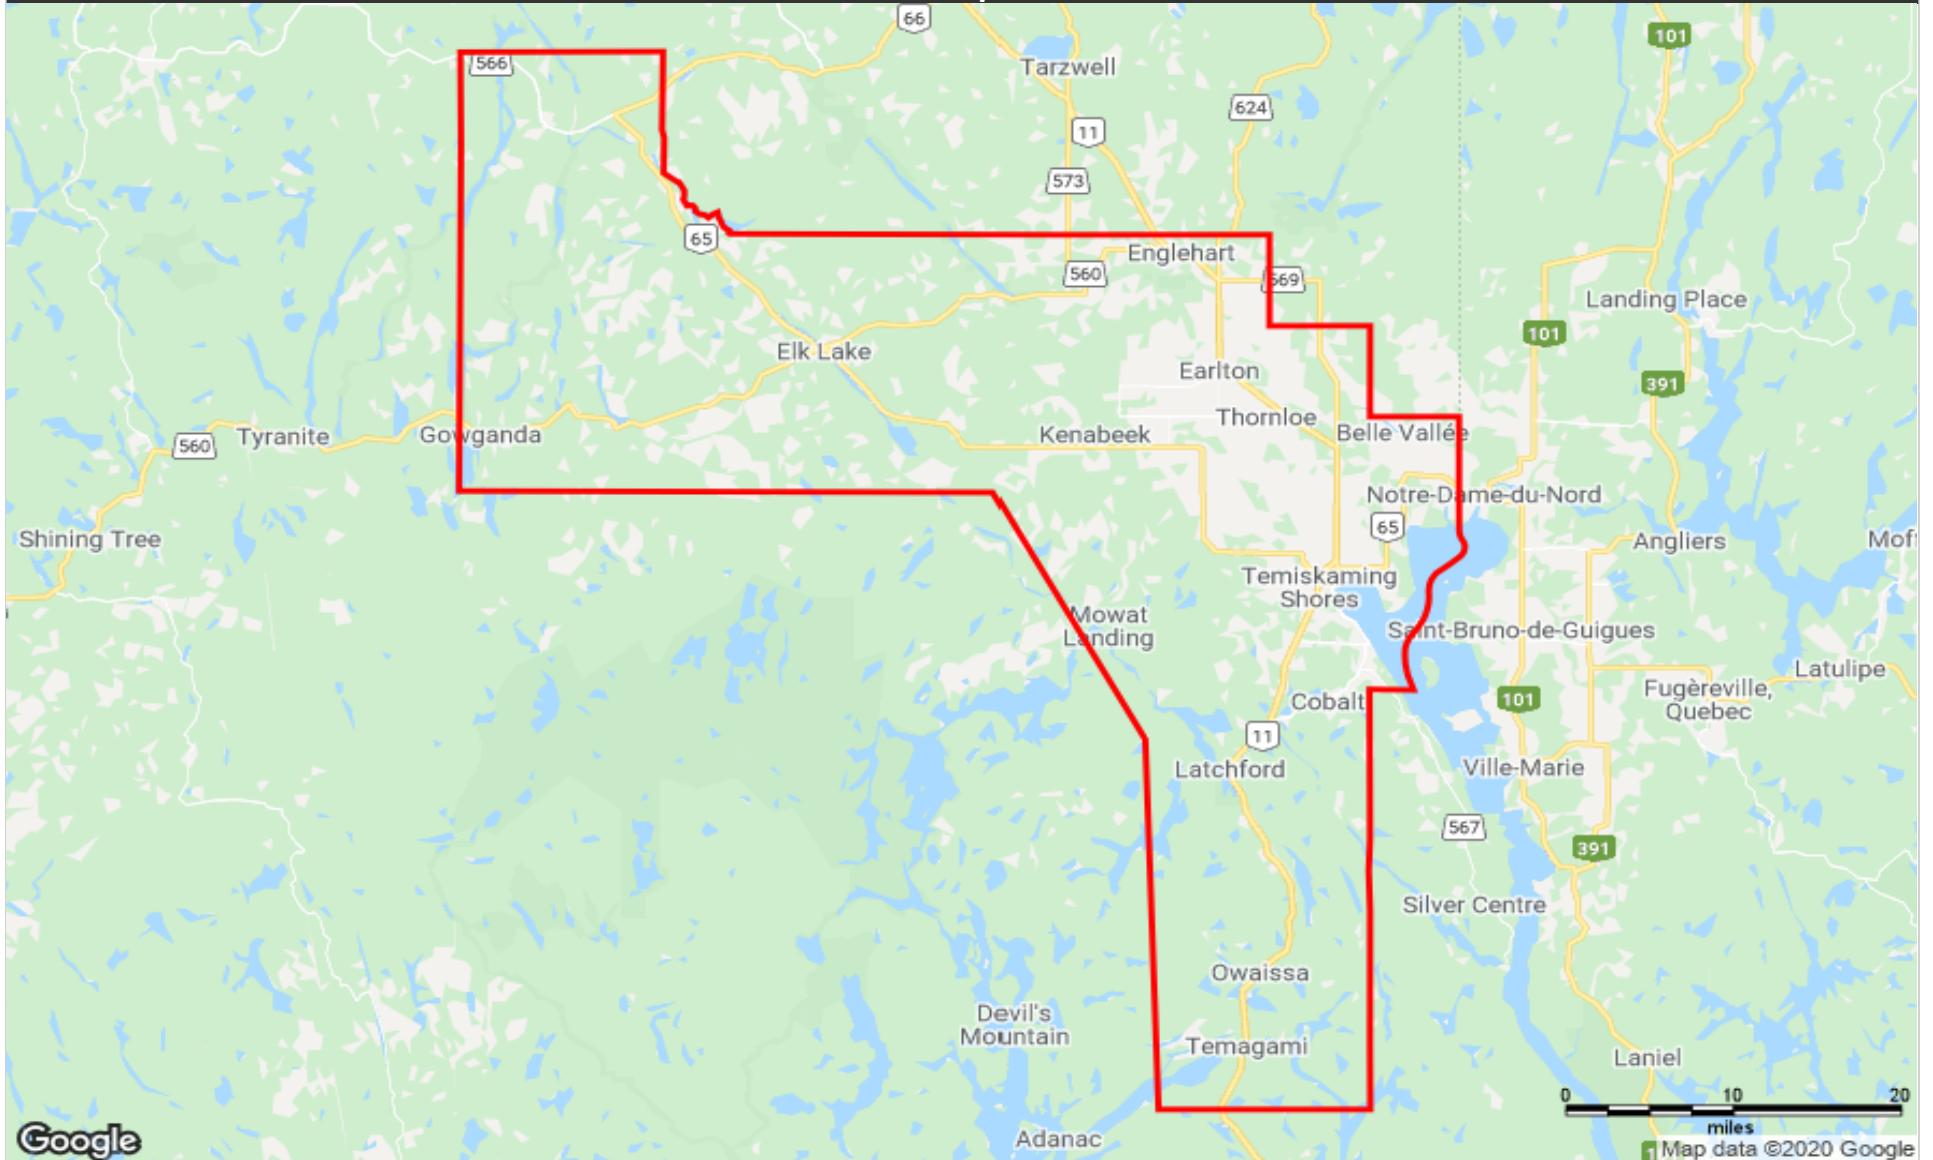 66
101
566
Tarzwell
624
11
573
65
Englehart
560
569
Landing Place
101
Elk Lake
Earlton
391
Thornloe
Gowganda
Kenabeek
Belle Vallée
Tyranite
560
Notre-Dame-du-Nord
65
Shining Tree
Angliers
Moff
Temiskaming
Shores
Mowat
Landing
Saint-Bruno-de-Guigues
Latulipe
Fugèreville,
Quebec
Cobalt
101
11
Latchford
Ville-Marie
567
391
Silver Centre
Owaissa
Devil's
Mountain
Temagami
Laniel
0 10 20
miles
Adanac
Google
1
Map data ©2020 Google